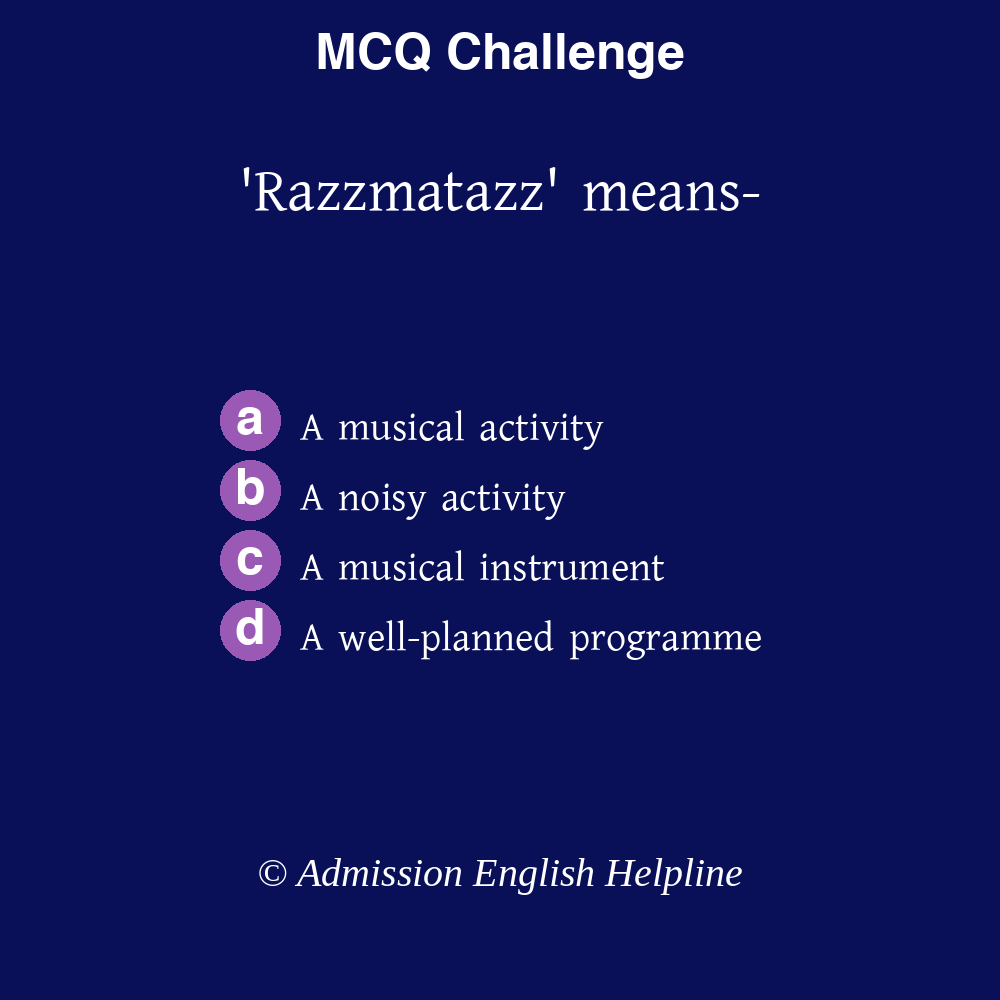 MCQ Challenge
'Razzmatazz' means-
a A musical activity
b A noisy activity
c A musical instrument
d A well-planned programme
© Admission English Helpline